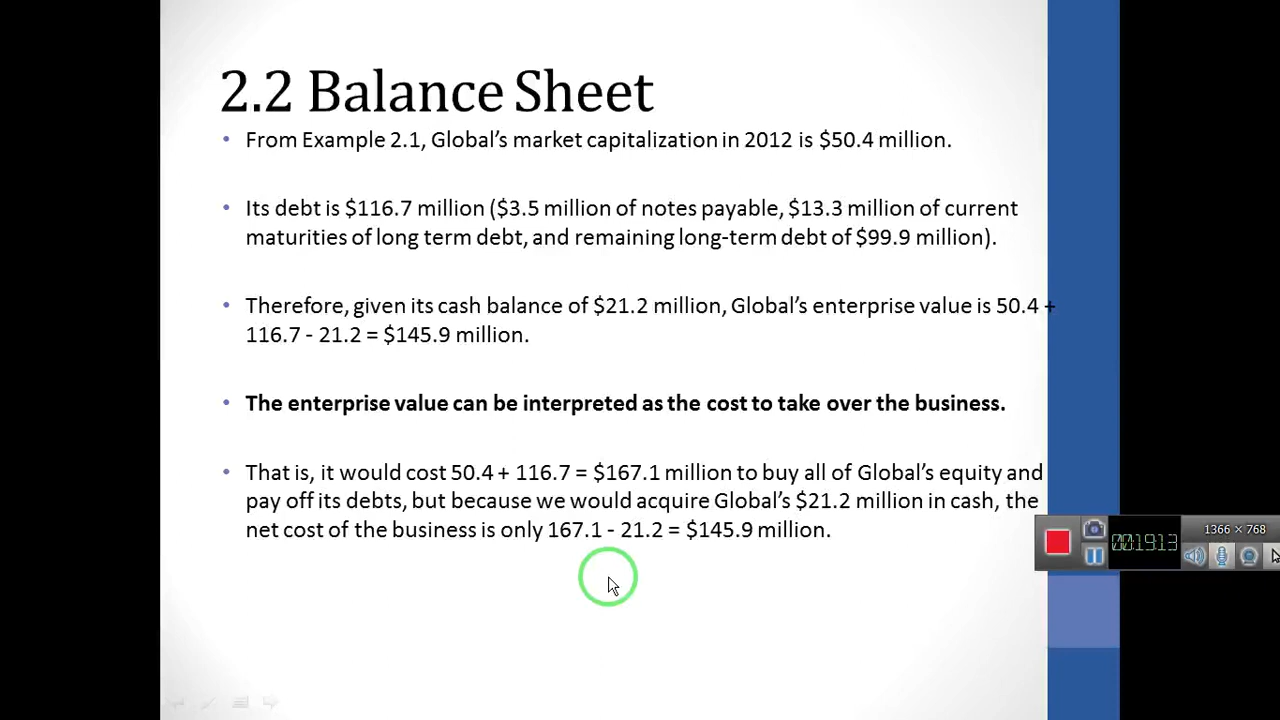 2.2 Balance Sheet
• From Example 2.1, Global’s market capitalization in 2012 is $50.4 million.
• Its debt is $116.7 million ($3.5 million of notes payable, $13.3 million of current
maturities of long term debt, and remaining long-term debt of $99.9 million).
• Therefore, given its cash balance of $21.2 million, Global’s enterprise value is 50.4 +
116.7 - 21.2 = $145.9 million.
• The enterprise value can be interpreted as the cost to take over the business.
• That is, it would cost 50.4 + 116.7 = $167.1 million to buy all of Global’s equity and
pay off its debts, but because we would acquire Global’s $21.2 million in cash, the
net cost of the business is only 167.1 - 21.2 = $145.9 million.
1366 × 768
00:19:13